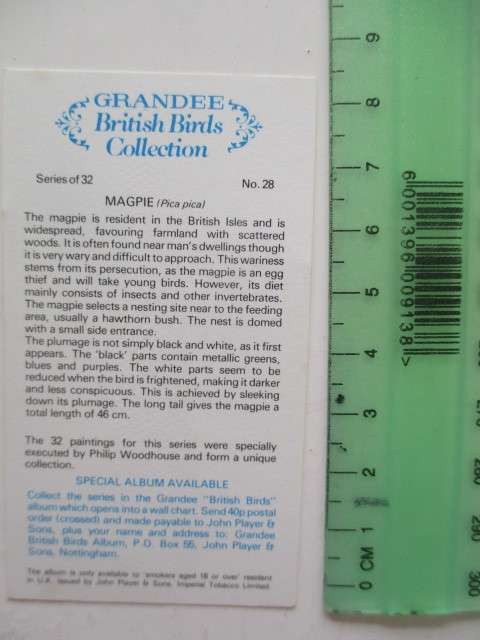 GRANDEE
British Birds
Collection
Series of 32 No. 28
MAGPIE (Pica pica)
The magpie is resident in the British Isles and is
widespread, favouring farmland with scattered
woods. It is often found near man's dwellings though
it is very wary and difficult to approach. This wariness
stems from its persecution, as the magpie is an egg
thief and will take young birds. However, its diet
mainly consists of insects and other invertebrates.
The magpie selects a nesting site near to the feeding
area, usually a hawthorn bush. The nest is domed
with a small side entrance.
The plumage is not simply black and white, as it first
appears. The 'black' parts contain metallic greens,
blues and purples. The white parts seem to be
reduced when the bird is frightened, making it darker
and less conspicuous. This is achieved by sleeking
down its plumage. The long tail gives the magpie a
total length of 46 cm.
The 32 paintings for this series were specially
executed by Philip Woodhouse and form a unique
collection.
SPECIAL ALBUM AVAILABLE
Collect the series in the Grandee "British Birds"
album which opens into a wall chart. Send 40p postal
order (crossed) and made payable to John Player &
Sons, plus your name and address to: Grandee
British Birds Album, P.O. Box 55, John Player &
Sons, Nottingham.
The album is only available to 'smokers aged 18 or over' resident
in U.K. Issued by John Player & Sons, Imperial Tobacco Limited.
9
8
7
6
5
4
3
2
1
0 CM
6 001396 009138 >
280
290
300